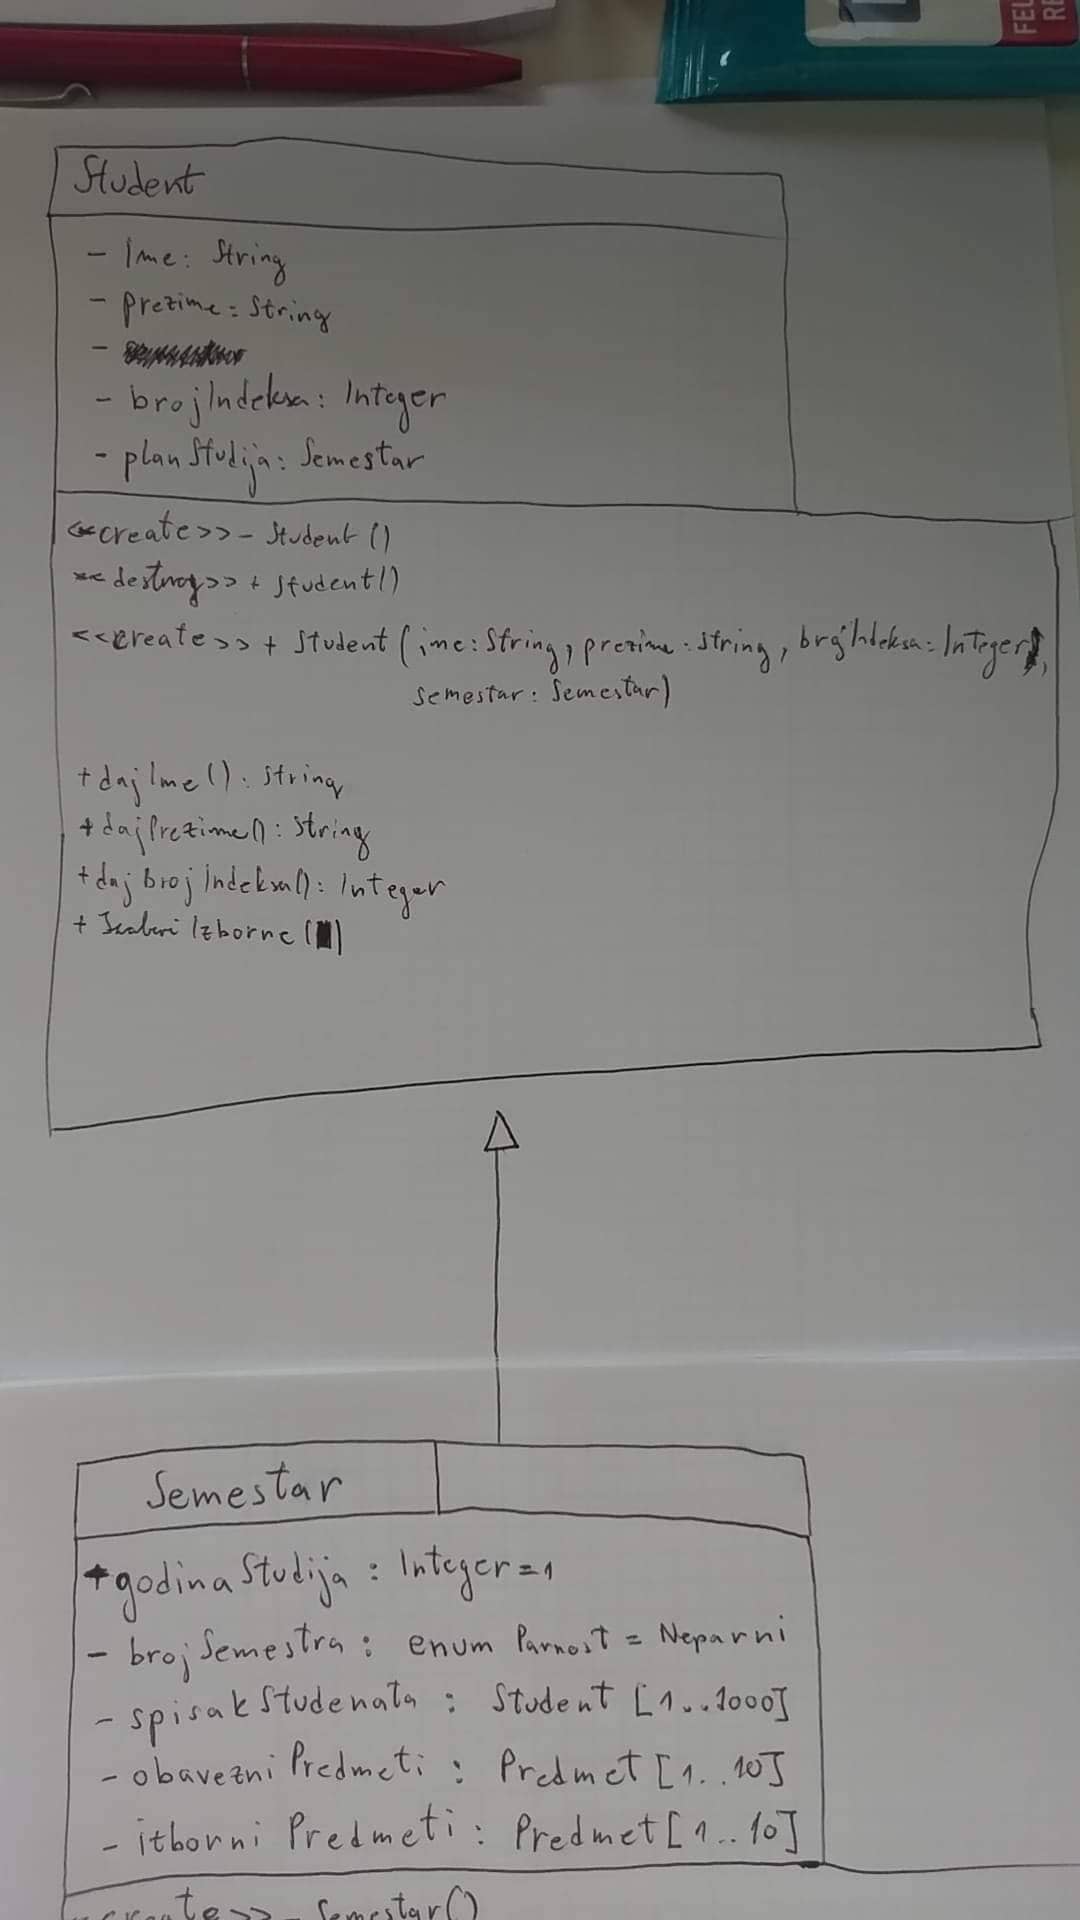 FEL
RE
Student
- Ime: String
- prezime: String
-
- brojIndeksa: Integer
- planStudija: Semestar
<<create>> - Student()
<<destroy>> + Student()
<<create>> + Student (ime: String, prezime: String, brojIndeksa: Integer,
semestar: Semestar)
+ dajIme(): String
+ dajPrezime(): String
+ dajbrojindeksa(): Integer
+ Izborne()
Semestar
+ godinaStudija : Integer = 1
- brojSemestra : enum Parnost = Neparni
- spisakStudenata : Student [1..1000]
- obavezniPredmeti : Predmet [1..10]
- izborniPredmeti : Predmet [1..10]
<<create>> - Semestar()